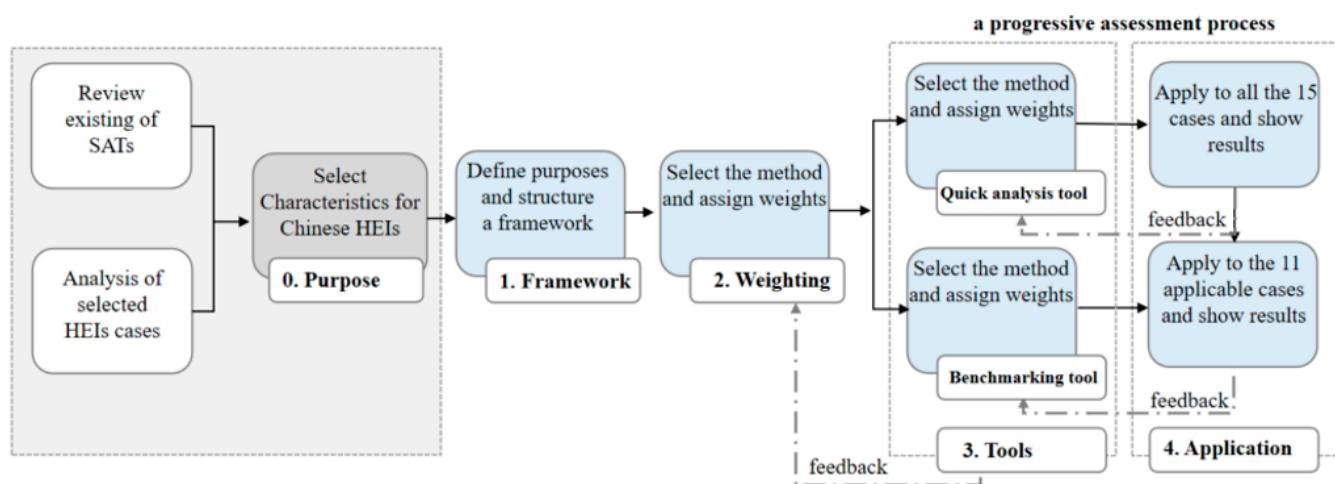 a progressive assessment process
Review
existing of
SATs
Analysis of
selected
HEIs cases
Select
Characteristics for
Chinese HEIs
0. Purpose
Define purposes
and structure
a framework
1. Framework
Select the method
and assign weights
2. Weighting
Select the method
and assign weights
Quick analysis tool
Apply to all the 15
cases and show
results
feedback
Select the method
and assign weights
Benchmarking tool
Apply to the 11
applicable cases
and show results
feedback
3. Tools
4. Application
feedback